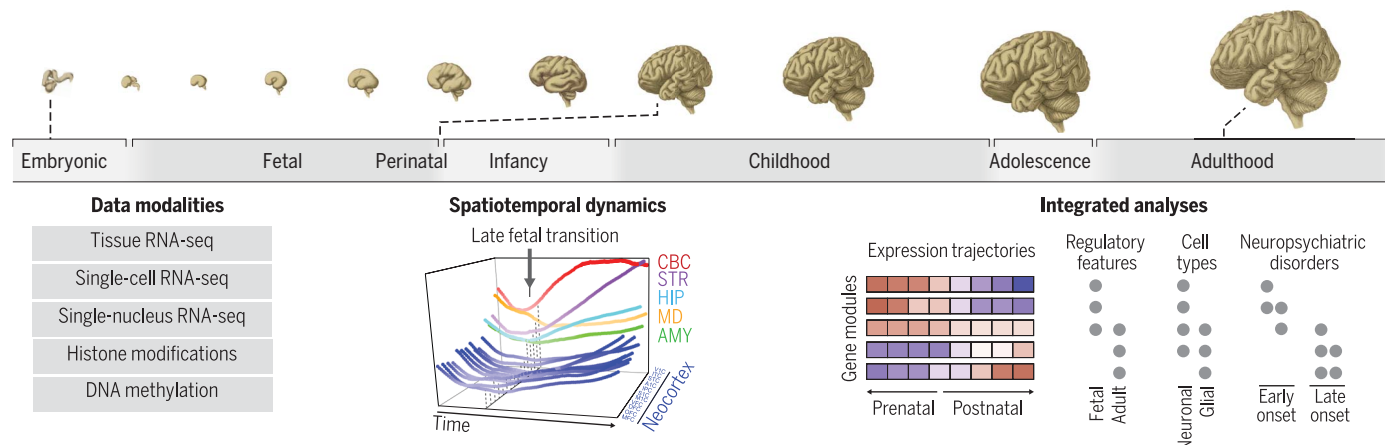 Embryonic
Fetal
Perinatal
Infancy
Childhood
Adolescence
Adulthood
Data modalities
Tissue RNA-seq
Single-cell RNA-seq
Single-nucleus RNA-seq
Histone modifications
DNA methylation
Spatiotemporal dynamics
Late fetal transition
CBC
STR
HIP
MD
AMY
Neocortex
Time
Integrated analyses
Expression trajectories
Gene modules
Prenatal
Postnatal
Regulatory
features
Fetal
Adult
Cell
types
Neuronal
Glial
Neuropsychiatric
disorders
Early
onset
Late
onset